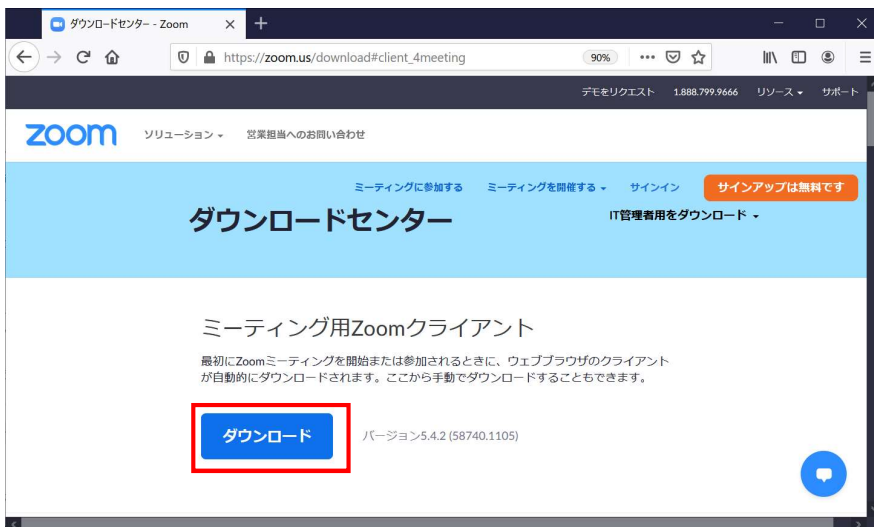 ダウンロードセンター - Zoom
https://zoom.us/download#client_4meeting
90%
デモをリクエスト 1.888.799.9666 リソース サポート
zoom ソリューション 営業担当へのお問い合わせ
ミーティングに参加する ミーティングを開催する サインイン サインアップは無料です
ダウンロードセンター IT管理者用をダウンロード
ミーティング用Zoomクライアント
最初にZoomミーティングを開始または参加されるときに、ウェブブラウザのクライアント
が自動的にダウンロードされます。ここから手動でダウンロードすることもできます。
ダウンロード バージョン5.4.2 (58740.1105)